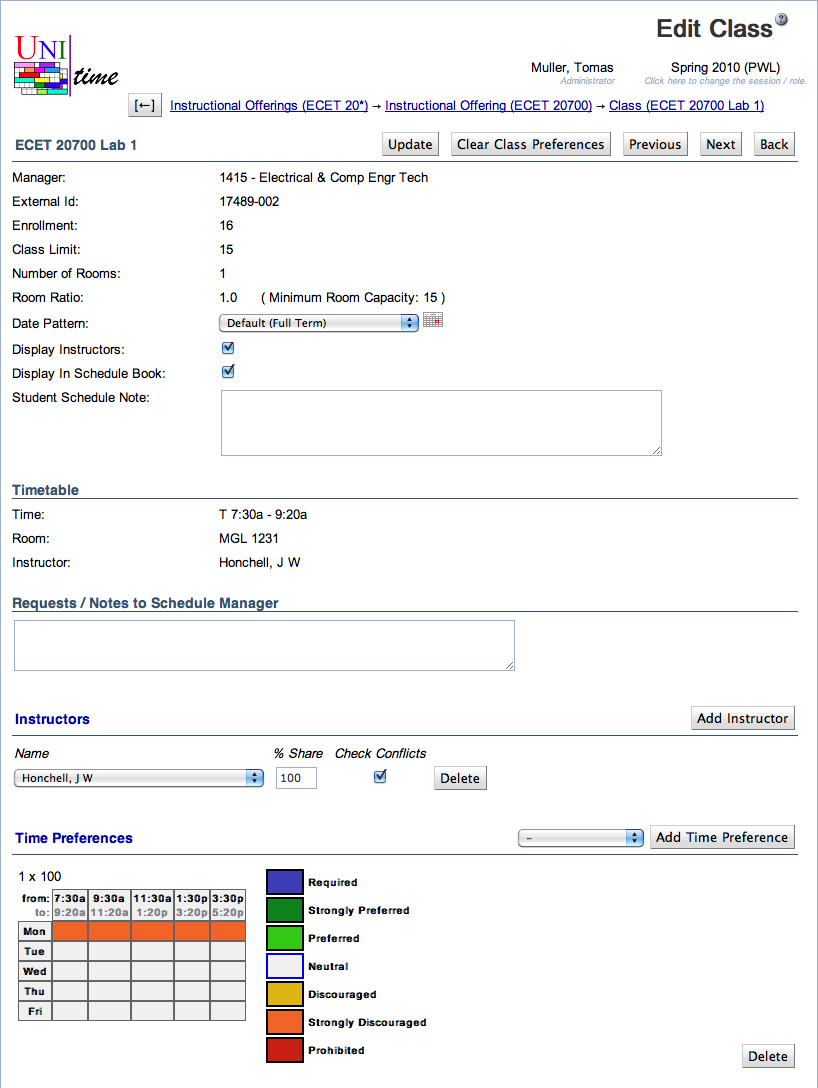 Edit Class ?
UNI time
Muller, Tomas Spring 2010 (PWL)
Administrator Click here to change the session / role.
[←] Instructional Offerings (ECET 20*) → Instructional Offering (ECET 20700) → Class (ECET 20700 Lab 1)
ECET 20700 Lab 1 Update Clear Class Preferences Previous Next Back
Manager: 1415 - Electrical & Comp Engr Tech
External Id: 17489-002
Enrollment: 16
Class Limit: 15
Number of Rooms: 1
Room Ratio: 1.0 ( Minimum Room Capacity: 15 )
Date Pattern: Default (Full Term)
Display Instructors:
Display In Schedule Book:
Student Schedule Note:
Timetable
Time: T 7:30a - 9:20a
Room: MGL 1231
Instructor: Honchell, J W
Requests / Notes to Schedule Manager
Instructors Add Instructor
Name % Share Check Conflicts
Honchell, J W 100 Delete
Time Preferences – Add Time Preference
1 x 100
from: 7:30a 9:30a 11:30a 1:30p 3:30p
to: 9:20a 11:20a 1:20p 3:20p 5:20p
Mon
Tue
Wed
Thu
Fri
Required
Strongly Preferred
Preferred
Neutral
Discouraged
Strongly Discouraged
Prohibited
Delete